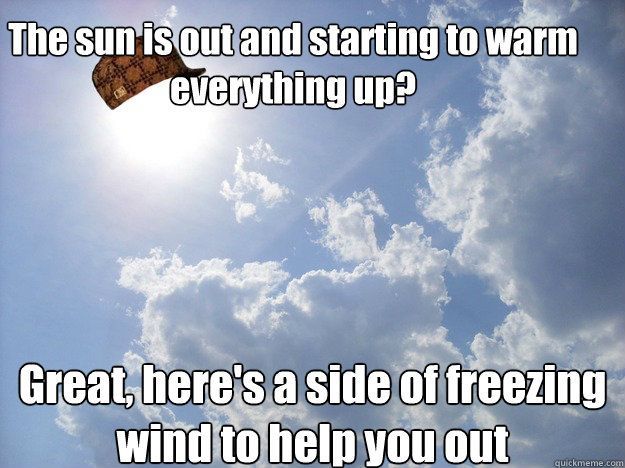 The sun is out and starting to warm
everything up?
Great, here's a side of freezing
wind to help you out
quickmeme.com